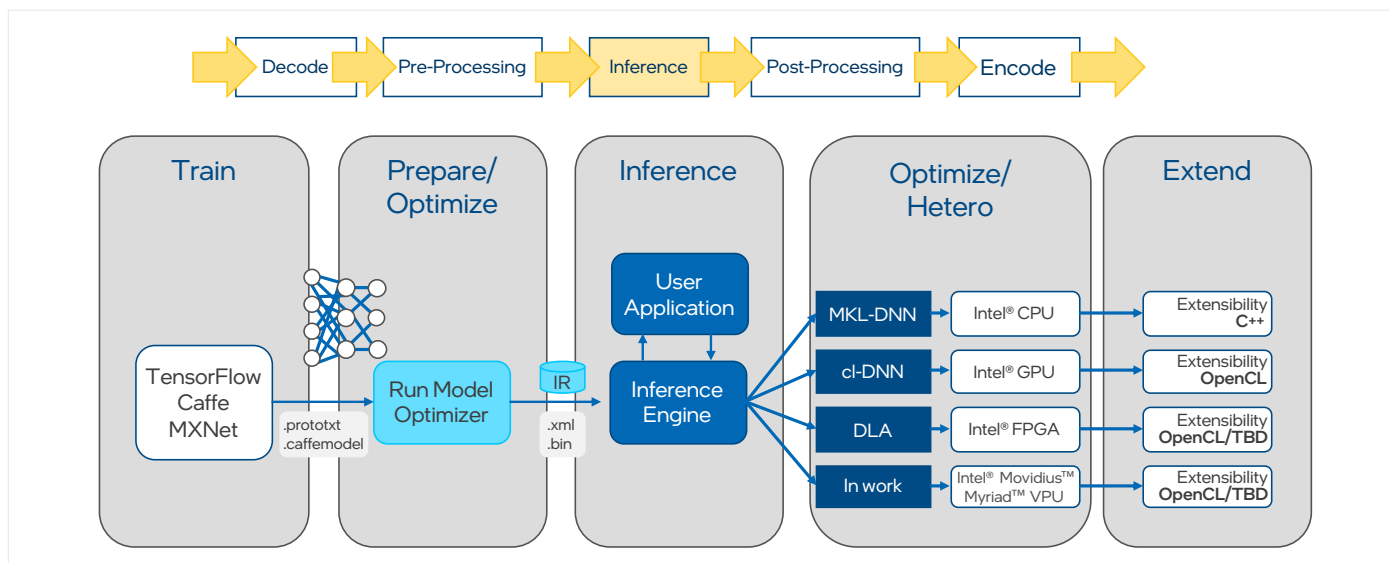 Decode
Pre-Processing
Inference
Post-Processing
Encode
Train
Prepare/
Optimize
Inference
Optimize/
Hetero
Extend
TensorFlow
Caffe
MXNet
.prototxt
.caffemodel
Run Model
Optimizer
IR
.xml
.bin
User
Application
Inference
Engine
MKL-DNN
Intel® CPU
Extensibility
C++
cl-DNN
Intel® GPU
Extensibility
OpenCL
DLA
Intel® FPGA
Extensibility
OpenCL/TBD
In work
Intel® Movidius™
Myriad™ VPU
Extensibility
OpenCL/TBD